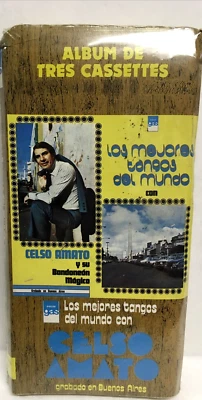 ALBUM DE
TRES CASSETTES
CELSO AMATO
y su
Bandoneón
Mágico
Los mejores
tangos
del mundo
con
Los mejores tangos
del mundo con
CELSO
AMATO
grabado en Buenos Aires